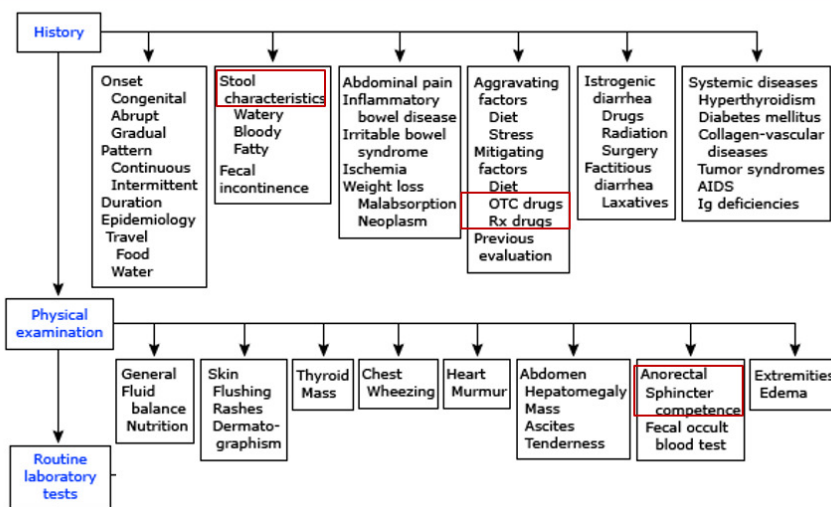 History
Onset
Congenital
Abrupt
Gradual
Pattern
Continuous
Intermittent
Duration
Epidemiology
Travel
Food
Water
Stool
characteristics
Watery
Bloody
Fatty
Fecal
incontinence
Abdominal pain
Inflammatory
bowel disease
Irritable bowel
syndrome
Ischemia
Weight loss
Malabsorption
Neoplasm
Aggravating
factors
Diet
Stress
Mitigating
factors
Diet
OTC drugs
Rx drugs
Previous
evaluation
Istrogenic
diarrhea
Drugs
Radiation
Surgery
Factitious
diarrhea
Laxatives
Systemic diseases
Hyperthyroidism
Diabetes mellitus
Collagen-vascular
diseases
Tumor syndromes
AIDS
Ig deficiencies
Physical
examination
General
Fluid
balance
Nutrition
Skin
Flushing
Rashes
Dermato-
graphism
Thyroid
Mass
Chest
Wheezing
Heart
Murmur
Abdomen
Hepatomegaly
Mass
Ascites
Tenderness
Anorectal
Sphincter
competence
Fecal occult
blood test
Extremities
Edema
Routine
laboratory
tests